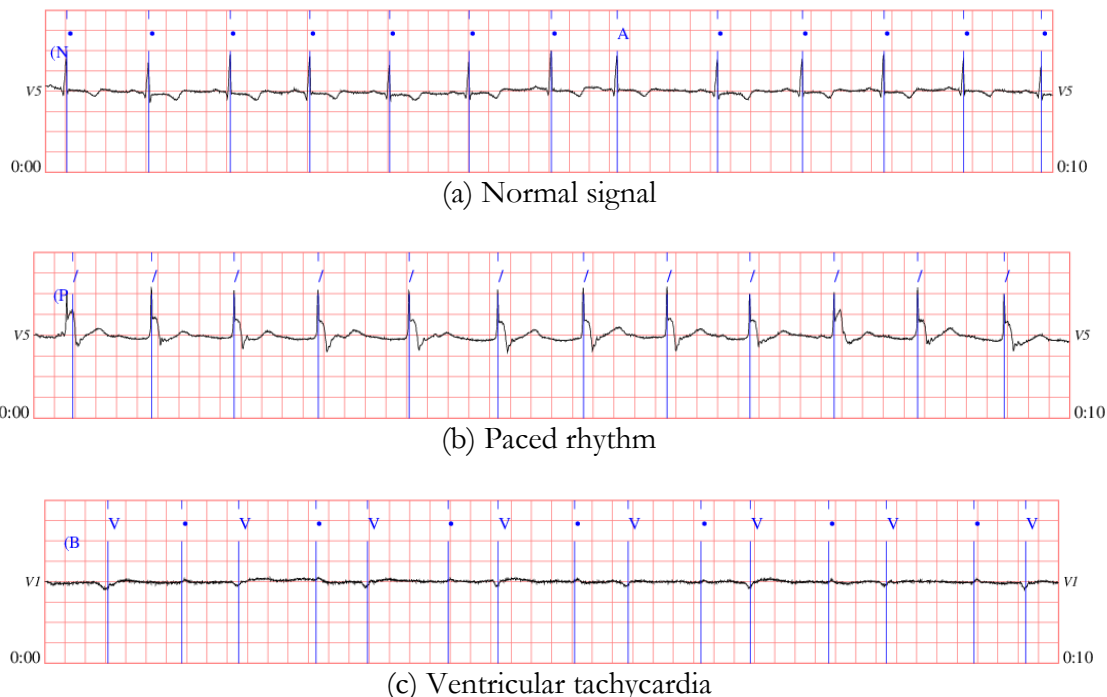 • • • • • • • A • • • • •
(N
V5 V5
0:00 0:10
(a) Normal signal
/ / / / / / / / / / / /
(P
V5 V5
0:00 0:10
(b) Paced rhythm
V • V • V • V • V • V • V • V
(B
V1 V1
0:00 0:10
(c) Ventricular tachycardia